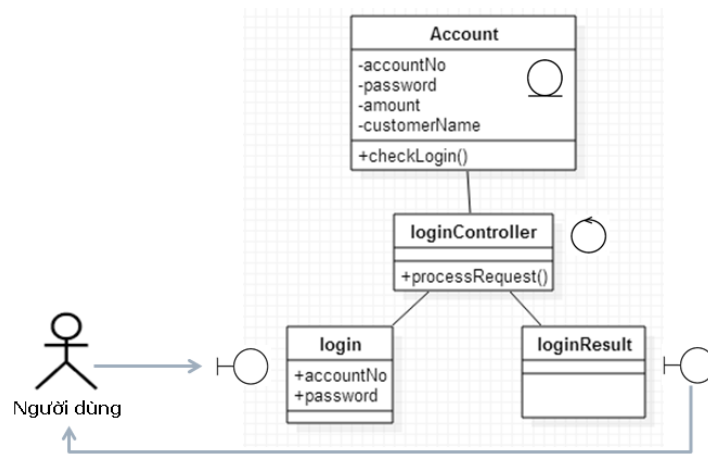 Account
-accountNo
-password
-amount
-customerName
+checkLogin()
loginController
+processRequest()
login
+accountNo
+password
loginResult
Người dùng